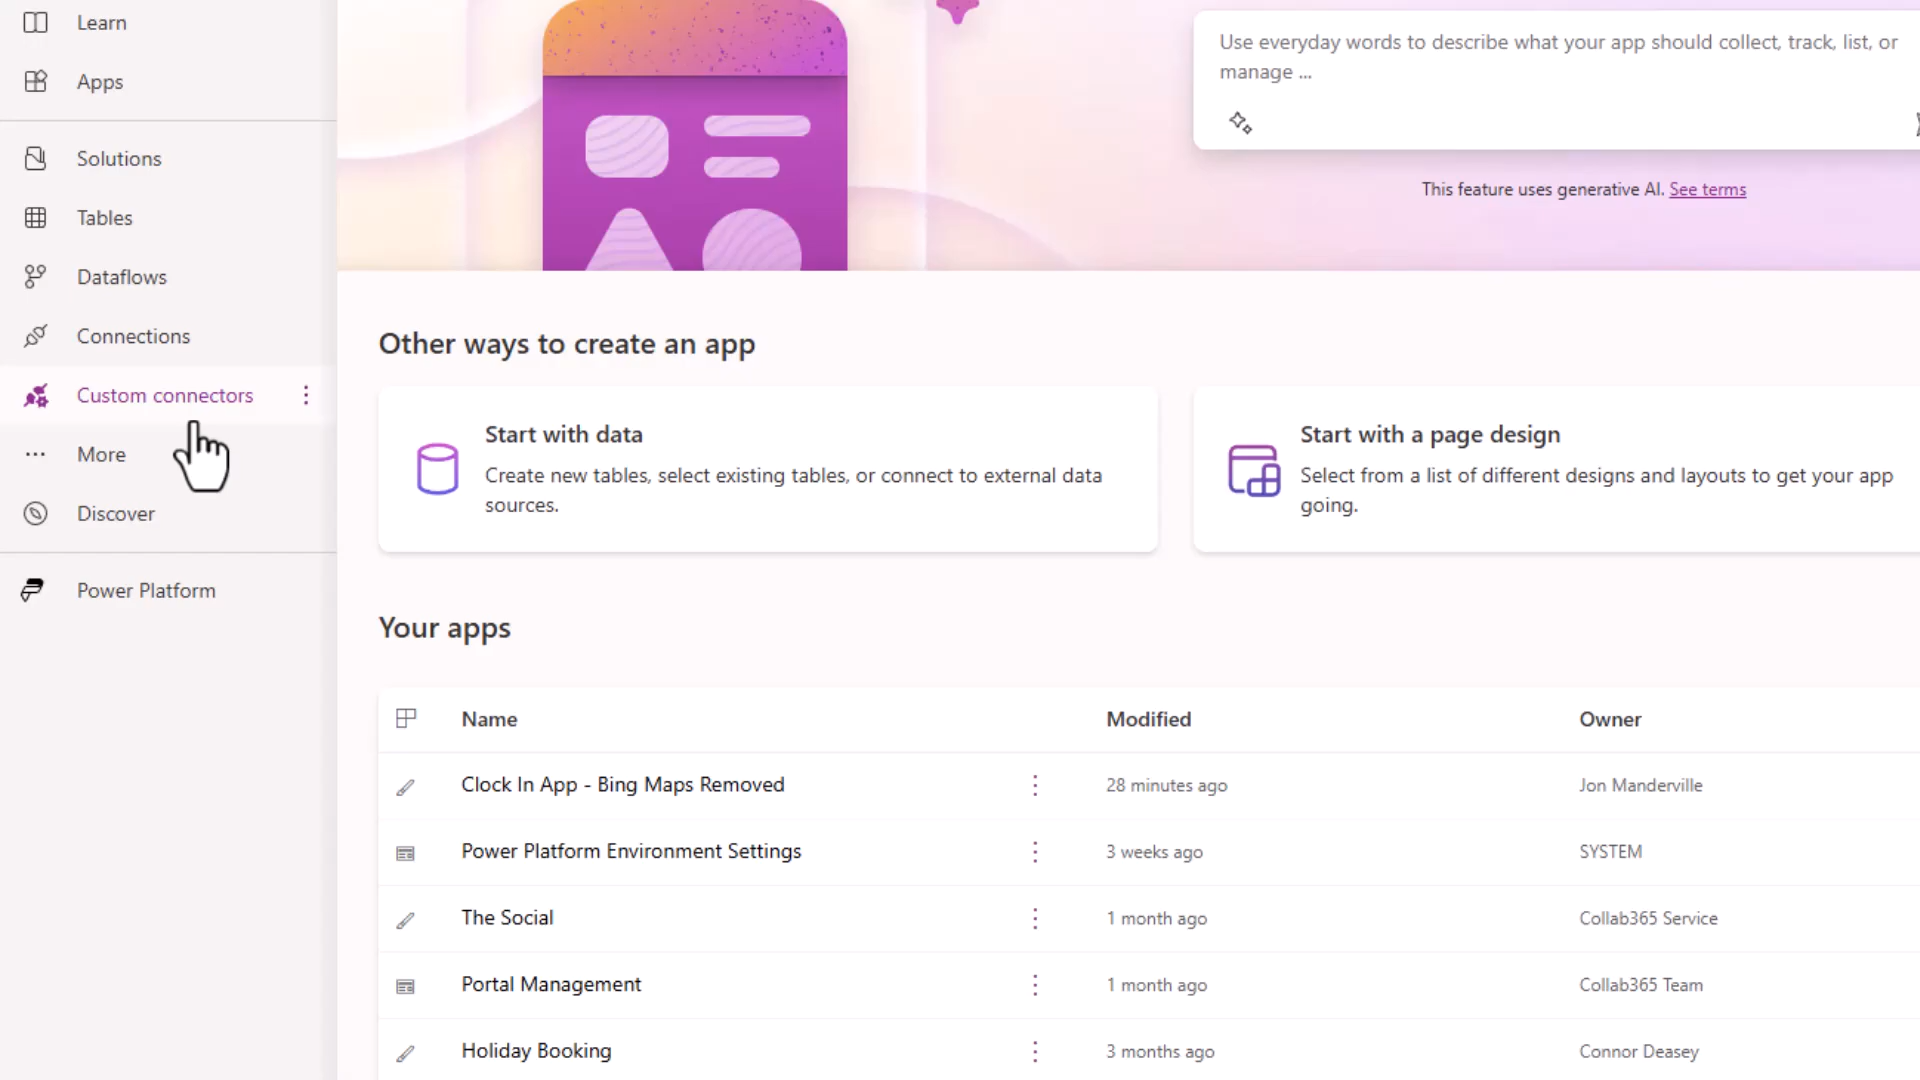 Learn
Apps
Solutions
Tables
Dataflows
Connections
Custom connectors
More
Discover
Power Platform
Use everyday words to describe what your app should collect, track, list, or
manage ...
This feature uses generative AI. See terms
Other ways to create an app
Start with data
Create new tables, select existing tables, or connect to external data
sources.
Start with a page design
Select from a list of different designs and layouts to get your app
going.
Your apps
Name Modified Owner
Clock In App - Bing Maps Removed 28 minutes ago Jon Manderville
Power Platform Environment Settings 3 weeks ago SYSTEM
The Social 1 month ago Collab365 Service
Portal Management 1 month ago Collab365 Team
Holiday Booking 3 months ago Connor Deasey